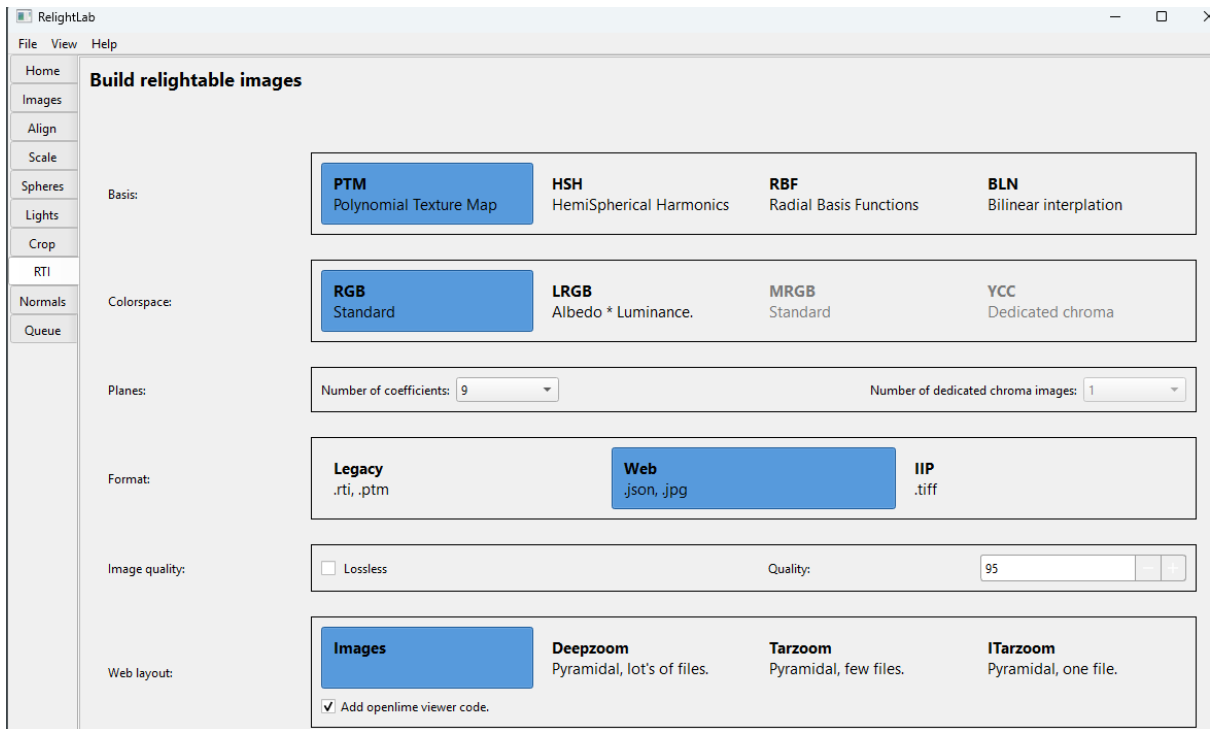 RelightLab
File View Help
Home
Images
Align
Scale
Spheres
Lights
Crop
RTI
Normals
Queue
Build relightable images
Basis:
PTM
Polynomial Texture Map
HSH
HemiSpherical Harmonics
RBF
Radial Basis Functions
BLN
Bilinear interplation
Colorspace:
RGB
Standard
LRGB
Albedo * Luminance.
MRGB
Standard
YCC
Dedicated chroma
Planes:
Number of coefficients: 9
Number of dedicated chroma images: 1
Format:
Legacy
.rti, .ptm
Web
.json, .jpg
IIP
.tiff
Image quality:
Lossless
Quality: 95
Web layout:
Images
Deepzoom
Pyramidal, lot's of files.
Tarzoom
Pyramidal, few files.
ITarzoom
Pyramidal, one file.
Add openlime viewer code.